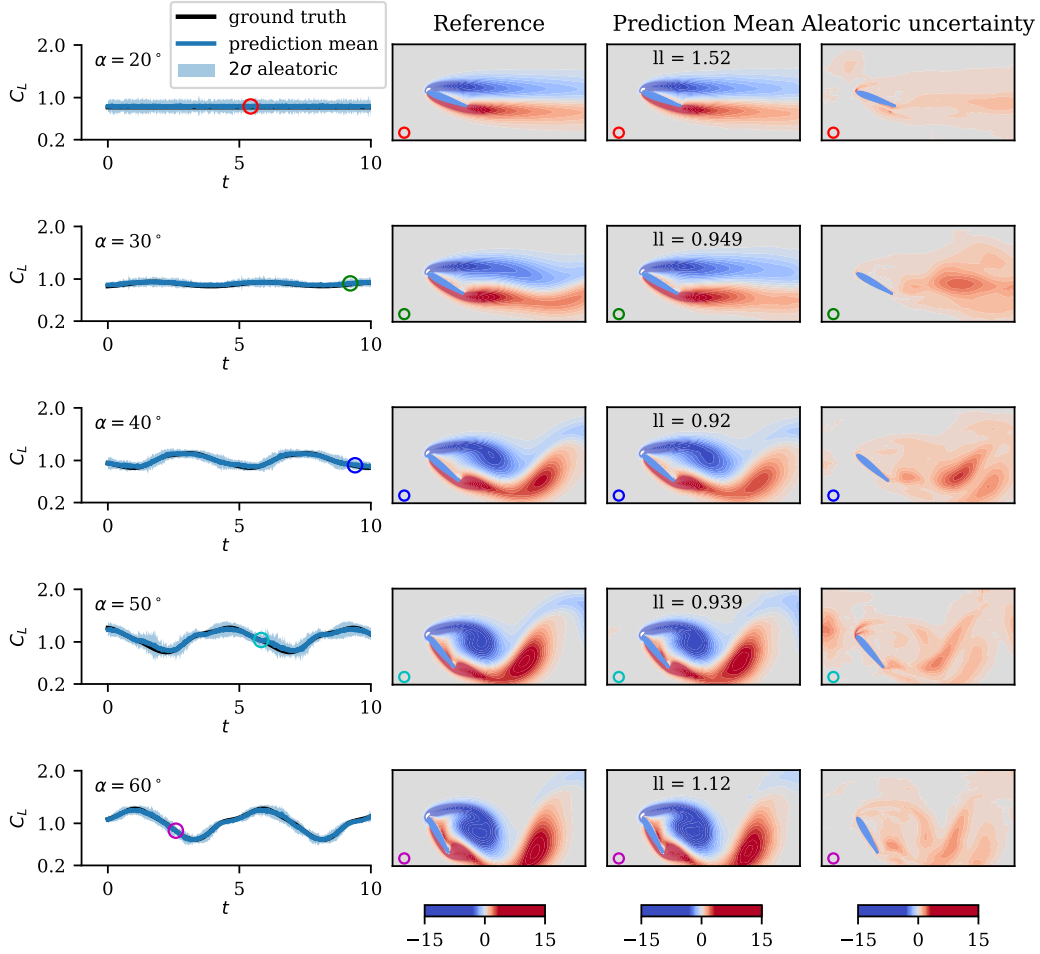 ground truth
prediction mean
2σ aleatoric
Reference
Prediction Mean
Aleatoric uncertainty
α = 20°
C_L
2.0
1.0
0.2
0
5
10
t
ll = 1.52
α = 30°
C_L
2.0
1.0
0.2
0
5
10
t
ll = 0.949
α = 40°
C_L
2.0
1.0
0.2
0
5
10
t
ll = 0.92
α = 50°
C_L
2.0
1.0
0.2
0
5
10
t
ll = 0.939
α = 60°
C_L
2.0
1.0
0.2
0
5
10
t
ll = 1.12
−15
0
15
−15
0
15
−15
0
15